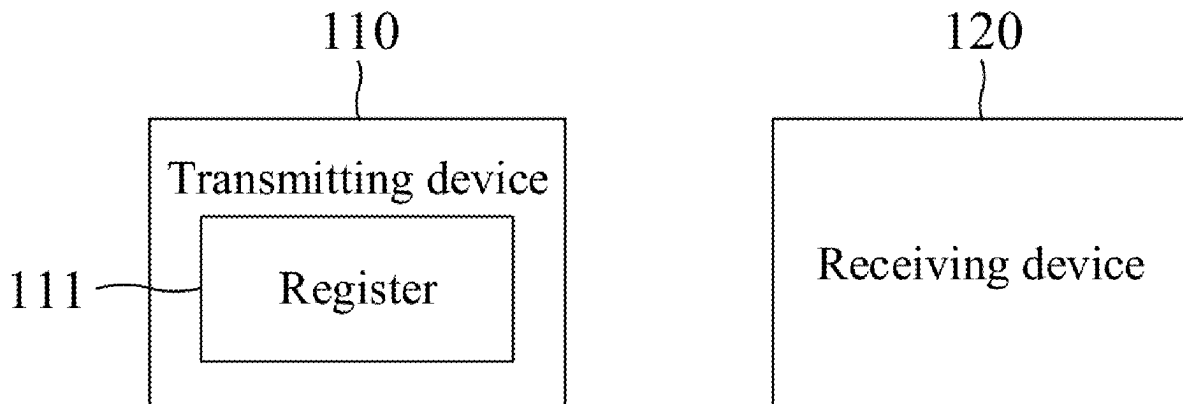 110
120
Transmitting device
Receiving device
111
Register